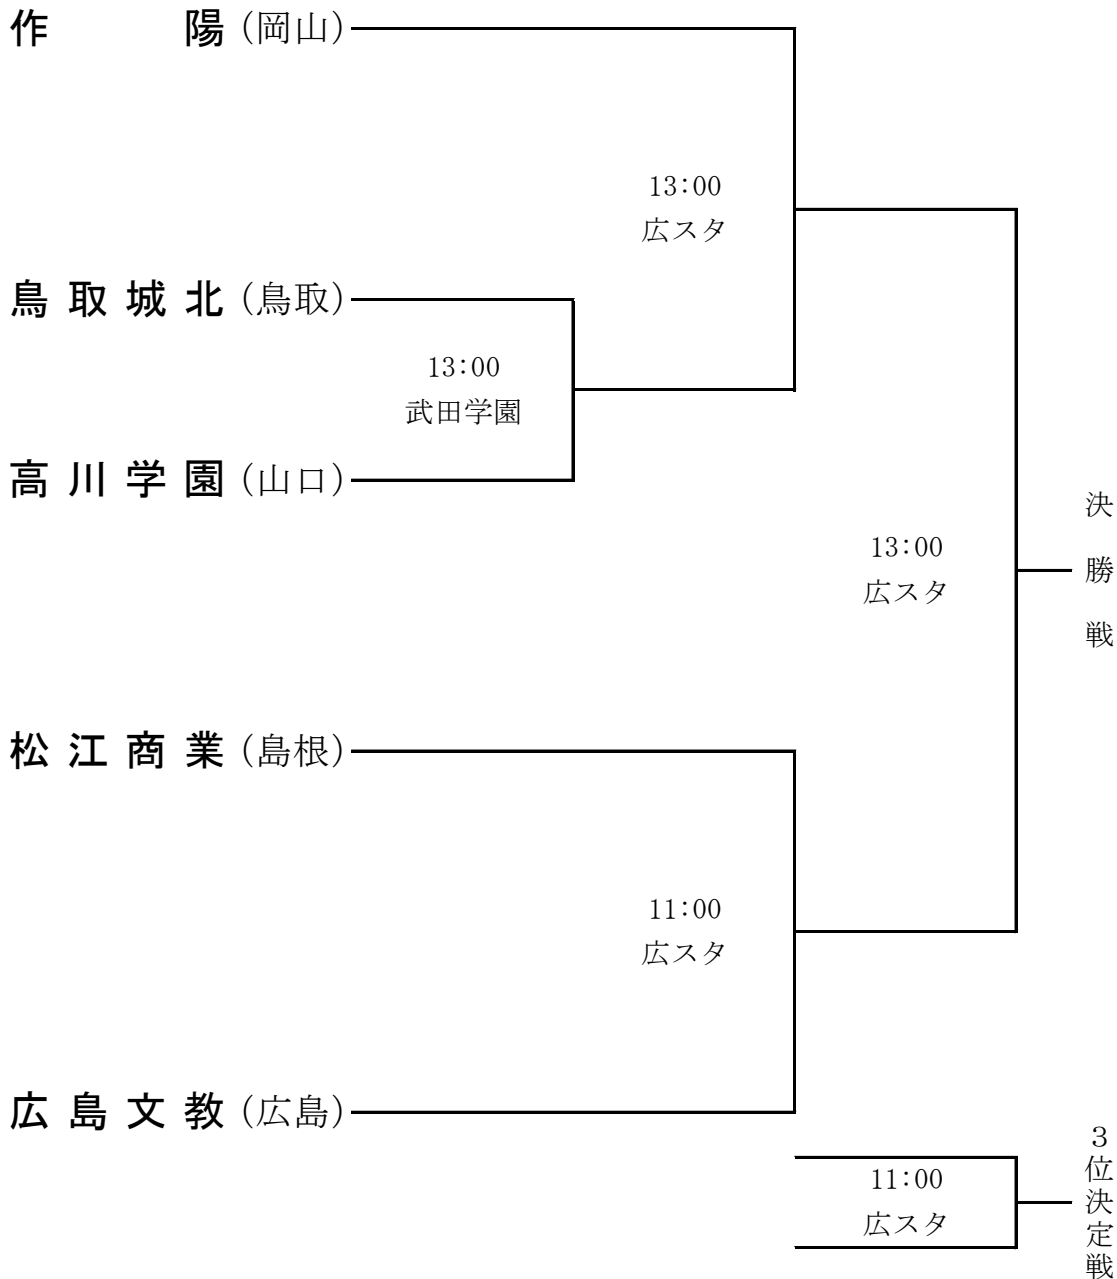 作　陽 (岡山)
13:00
広スタ
鳥取城北 (鳥取)
13:00
武田学園
高川学園 (山口)
13:00
広スタ
決勝戦
松江商業 (島根)
11:00
広スタ
広島文教 (広島)
11:00
広スタ
３位決定戦